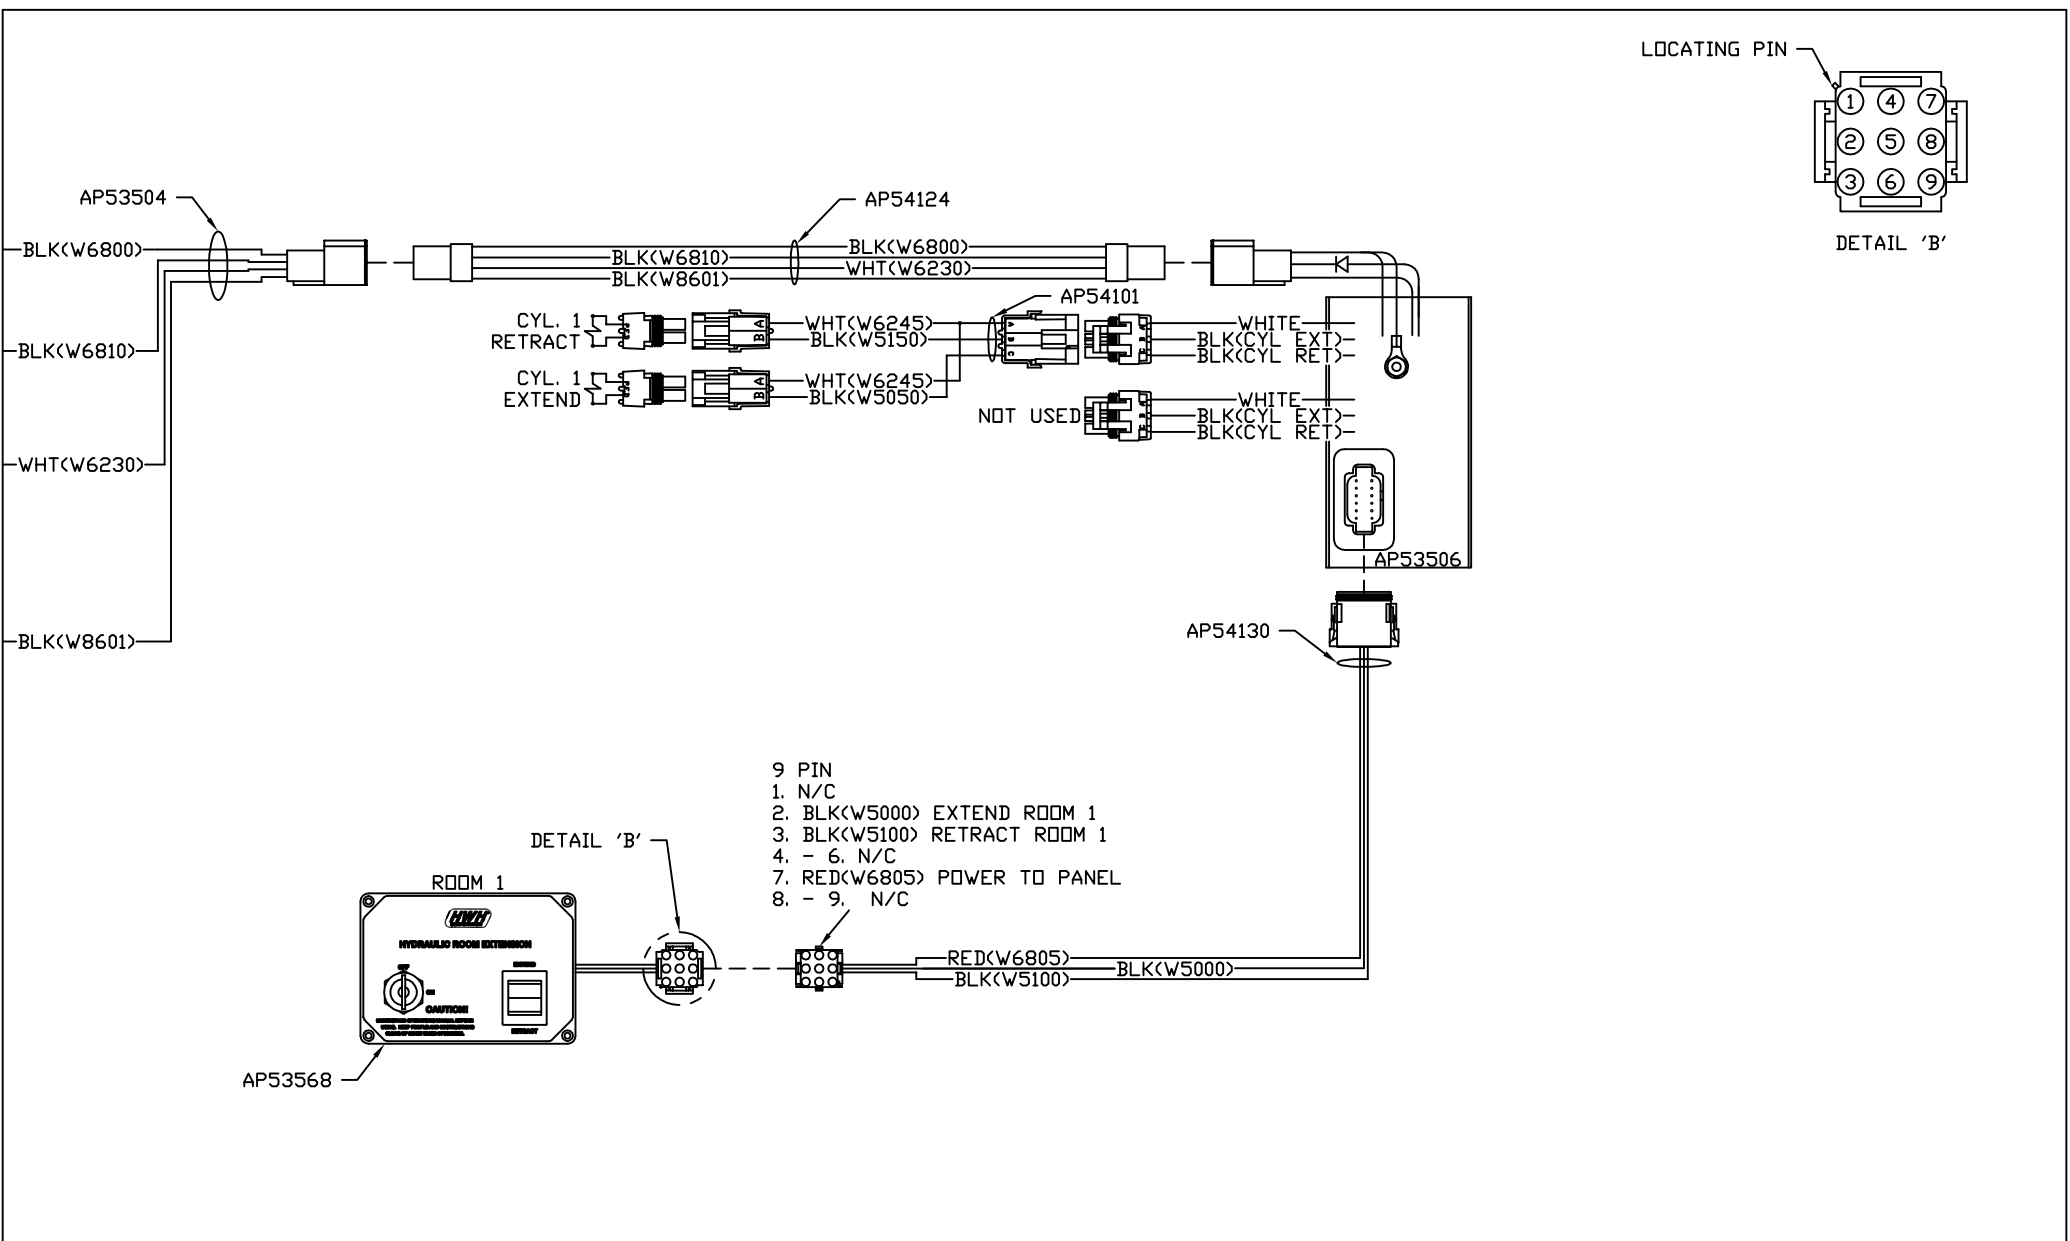 LOCATING PIN
1 4 7
2 5 8
3 6 9
DETAIL 'B'
AP53504
AP54124
BLK(W6800)
BLK(W6810)
BLK(W6800)
WHT(W6230)
BLK(W8601)
AP54101
CYL. 1
RETRACT
A
B
WHT(W6245)
BLK(W5150)
A
B
C
WHITE
BLK(CYL EXT)
BLK(CYL RET)
BLK(W6810)
CYL. 1
EXTEND
A
B
WHT(W6245)
BLK(W5050)
NOT USED
WHITE
BLK(CYL EXT)
BLK(CYL RET)
WHT(W6230)
AP53506
BLK(W8601)
AP54130
9 PIN
1. N/C
2. BLK(W5000) EXTEND ROOM 1
3. BLK(W5100) RETRACT ROOM 1
4. - 6. N/C
7. RED(W6805) POWER TO PANEL
8. - 9. N/C
DETAIL 'B'
ROOM 1
HWH
HYDRAULIC ROOM EXTENSION
OFF
ON
CAUTION!
EXTEND
RETRACT
RED(W6805)
BLK(W5000)
BLK(W5100)
AP53568